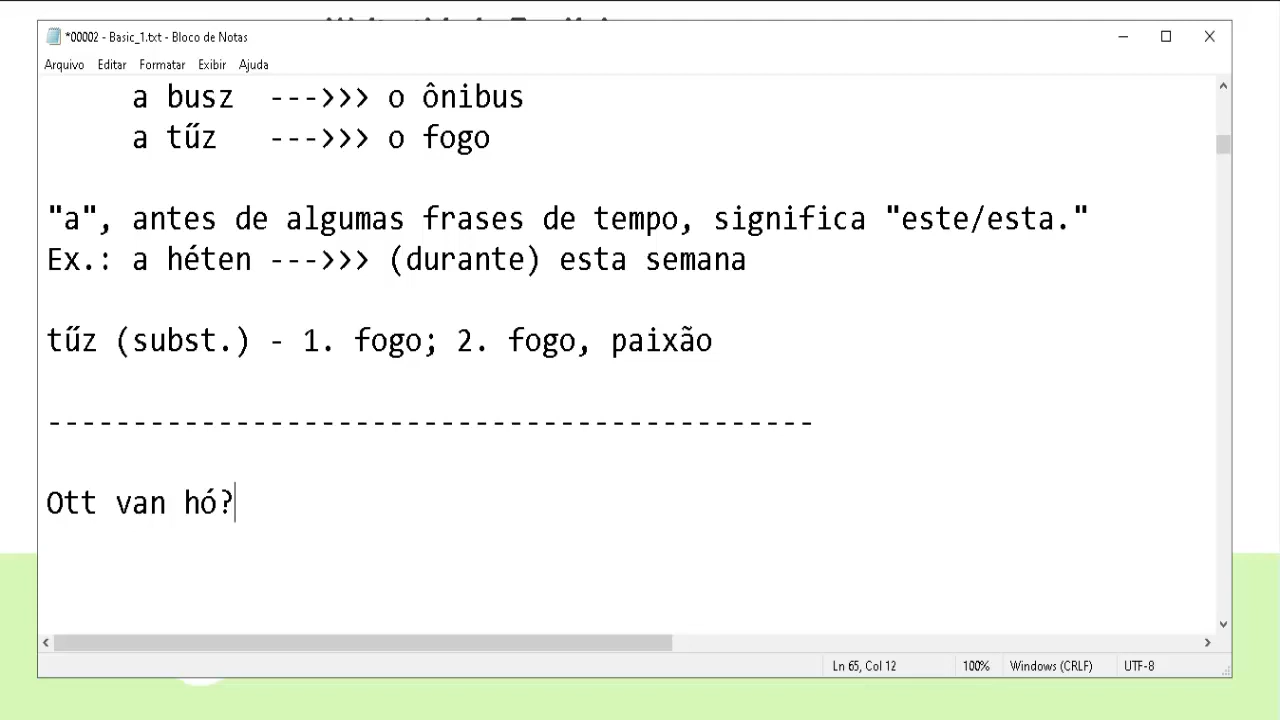 *00002 - Basic_1.txt - Bloco de Notas
Arquivo Editar Formatar Exibir Ajuda
a busz --->>> o ônibus
a tűz --->>> o fogo
"a", antes de algumas frases de tempo, significa "este/esta."
Ex.: a héten --->>> (durante) esta semana
tűz (subst.) - 1. fogo; 2. fogo, paixão
---------------------------------------------
Ott van hó?
Ln 65, Col 12 100% Windows (CRLF) UTF-8